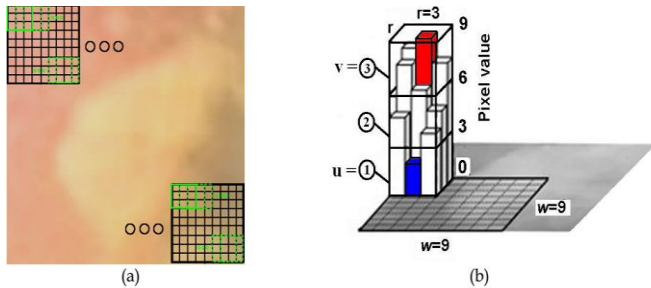 (a)
r
r=3
9
v = 3
6
2
3
u = 1
0
Pixel value
w=9
w=9
(b)